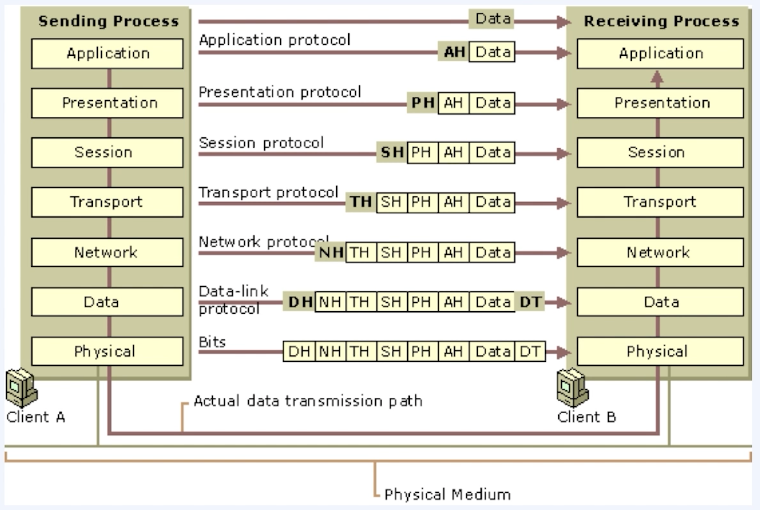 Sending Process
Data
Receiving Process
Application
Application protocol
AH Data
Application
Presentation
Presentation protocol
PH AH Data
Presentation
Session
Session protocol
SH PH AH Data
Session
Transport
Transport protocol
TH SH PH AH Data
Transport
Network
Network protocol
NH TH SH PH AH Data
Network
Data
Data-link
protocol
DH NH TH SH PH AH Data DT
Data
Physical
Bits
DH NH TH SH PH AH Data DT
Physical
Client A
Actual data transmission path
Client B
Physical Medium